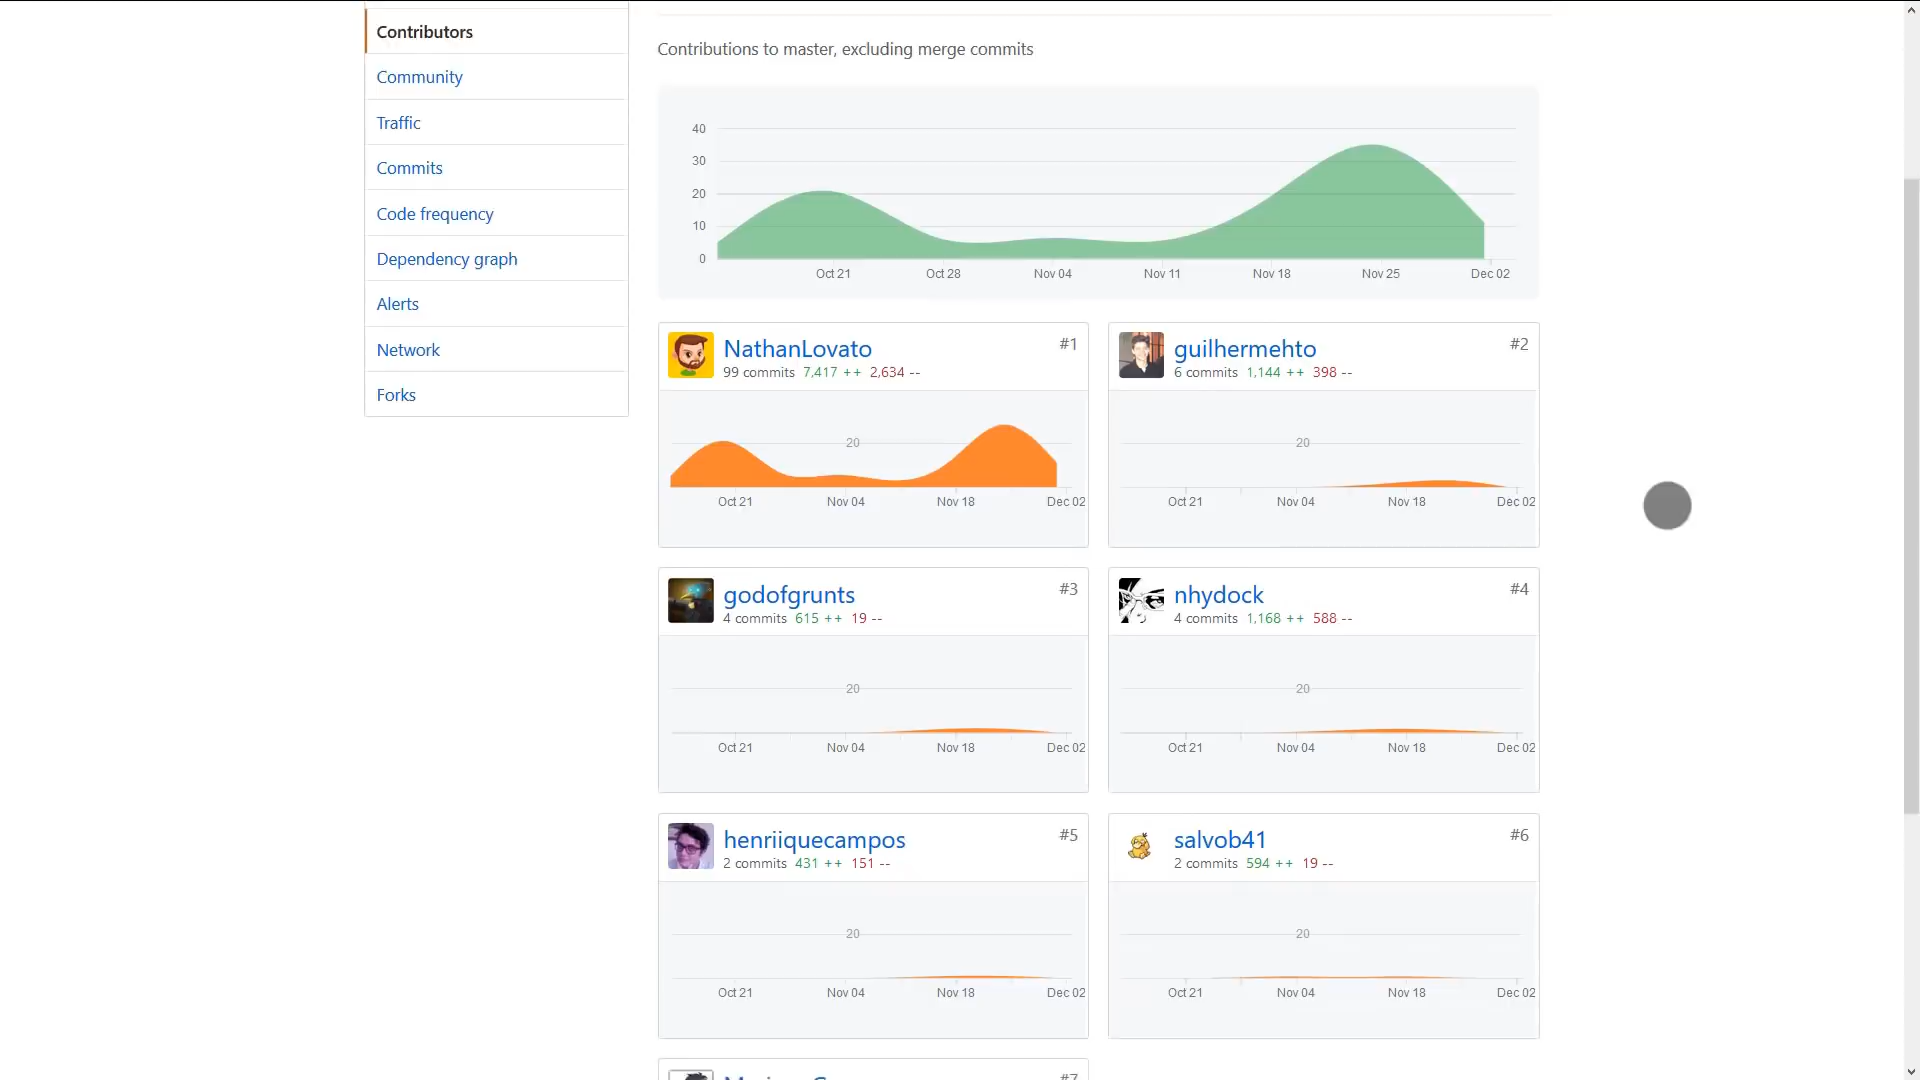 Contributors
Community
Traffic
Commits
Code frequency
Dependency graph
Alerts
Network
Forks
Contributions to master, excluding merge commits
40
30
20
10
0
Oct 21 Oct 28 Nov 04 Nov 11 Nov 18 Nov 25 Dec 02
NathanLovato #1
99 commits 7,417 ++ 2,634 --
20
Oct 21 Nov 04 Nov 18 Dec 02
guilhermehto #2
6 commits 1,144 ++ 398 --
20
Oct 21 Nov 04 Nov 18 Dec 02
godofgrunts #3
4 commits 615 ++ 19 --
20
Oct 21 Nov 04 Nov 18 Dec 02
nhydock #4
4 commits 1,168 ++ 588 --
20
Oct 21 Nov 04 Nov 18 Dec 02
henriiquecampos #5
2 commits 431 ++ 151 --
20
Oct 21 Nov 04 Nov 18 Dec 02
salvob41 #6
2 commits 594 ++ 19 --
20
Oct 21 Nov 04 Nov 18 Dec 02
#7